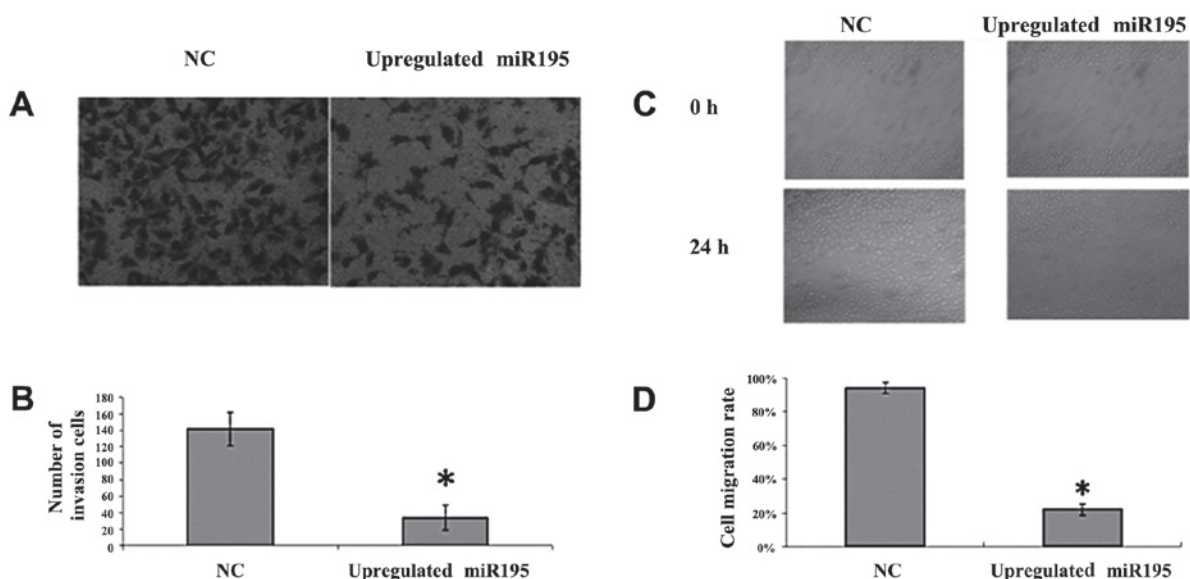 A
NC
Upregulated miR195
B
Number of
invasion cells
180
160
140
120
100
80
60
40
20
0
*
NC
Upregulated miR195
C
NC
Upregulated miR195
0 h
24 h
D
Cell migration rate
100%
80%
60%
40%
20%
0%
*
NC
Upregulated miR195